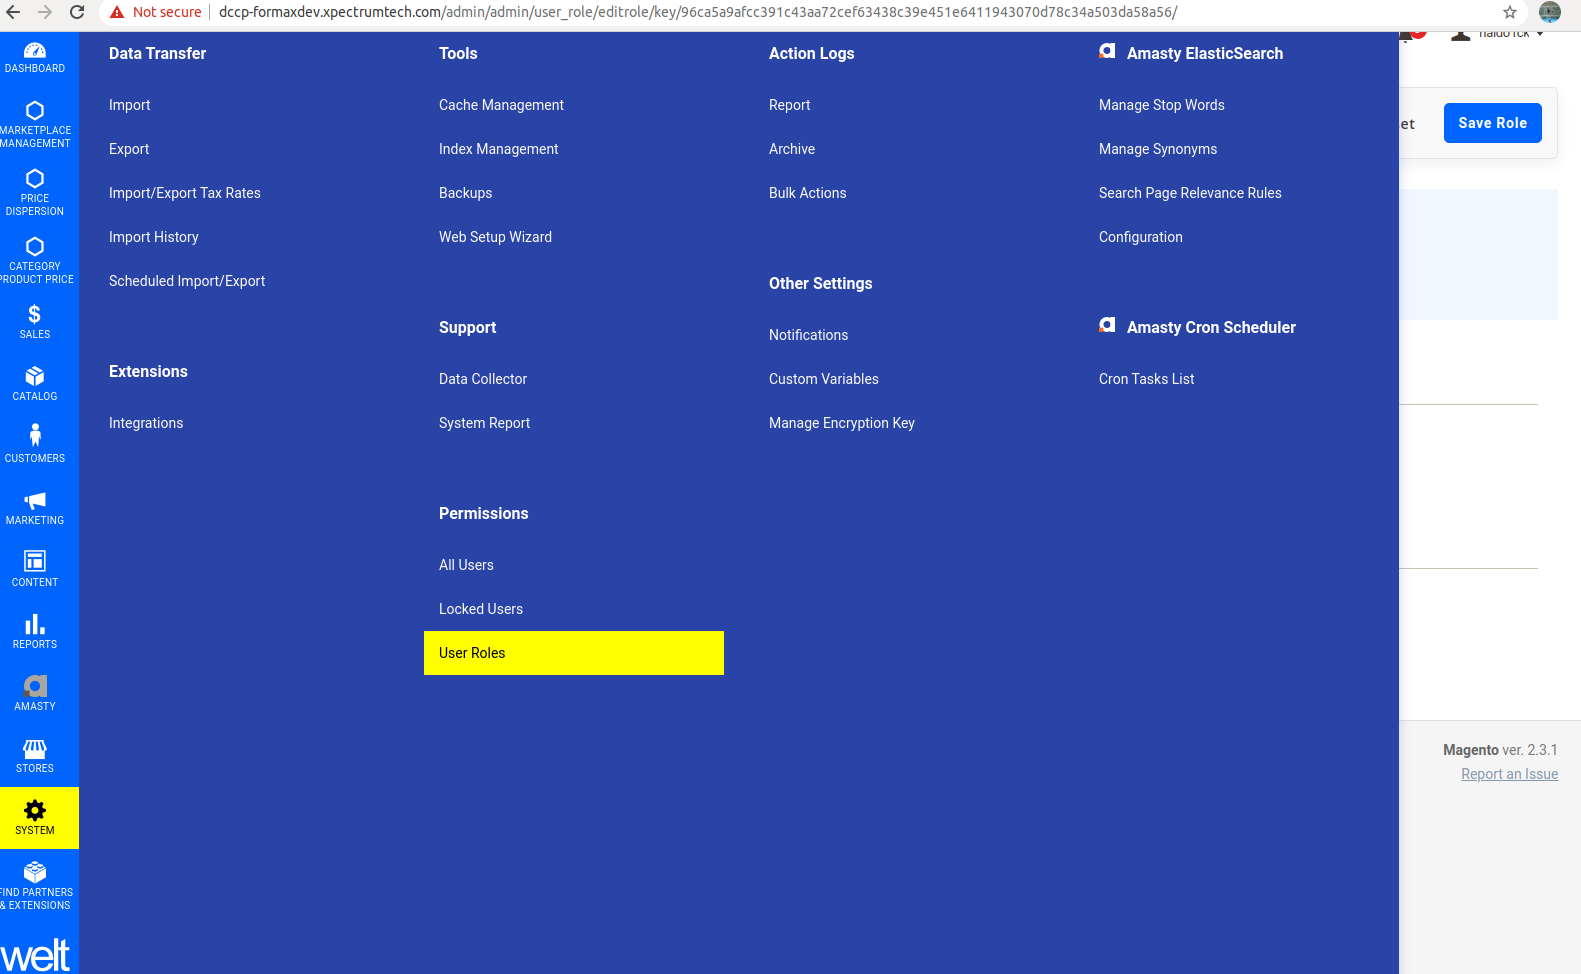 Not secure
dccp-formaxdev.xpectrumtech.com/admin/admin/user_role/editrole/key/96ca5a9afcc391c43aa72cef63438c39e451e6411943070d78c34a503da58a56/
DASHBOARD
MARKETPLACE
MANAGEMENT
PRICE
DISPERSION
CATEGORY
PRODUCT PRICE
SALES
CATALOG
CUSTOMERS
MARKETING
CONTENT
REPORTS
AMASTY
STORES
SYSTEM
FIND PARTNERS
& EXTENSIONS
welt
Data Transfer
Import
Export
Import/Export Tax Rates
Import History
Scheduled Import/Export
Extensions
Integrations
Tools
Cache Management
Index Management
Backups
Web Setup Wizard
Support
Data Collector
System Report
Permissions
All Users
Locked Users
User Roles
Action Logs
Report
Archive
Bulk Actions
Other Settings
Notifications
Custom Variables
Manage Encryption Key
Amasty ElasticSearch
Manage Stop Words
Manage Synonyms
Search Page Relevance Rules
Configuration
Amasty Cron Scheduler
Cron Tasks List
Save Role
Magento ver. 2.3.1
Report an Issue